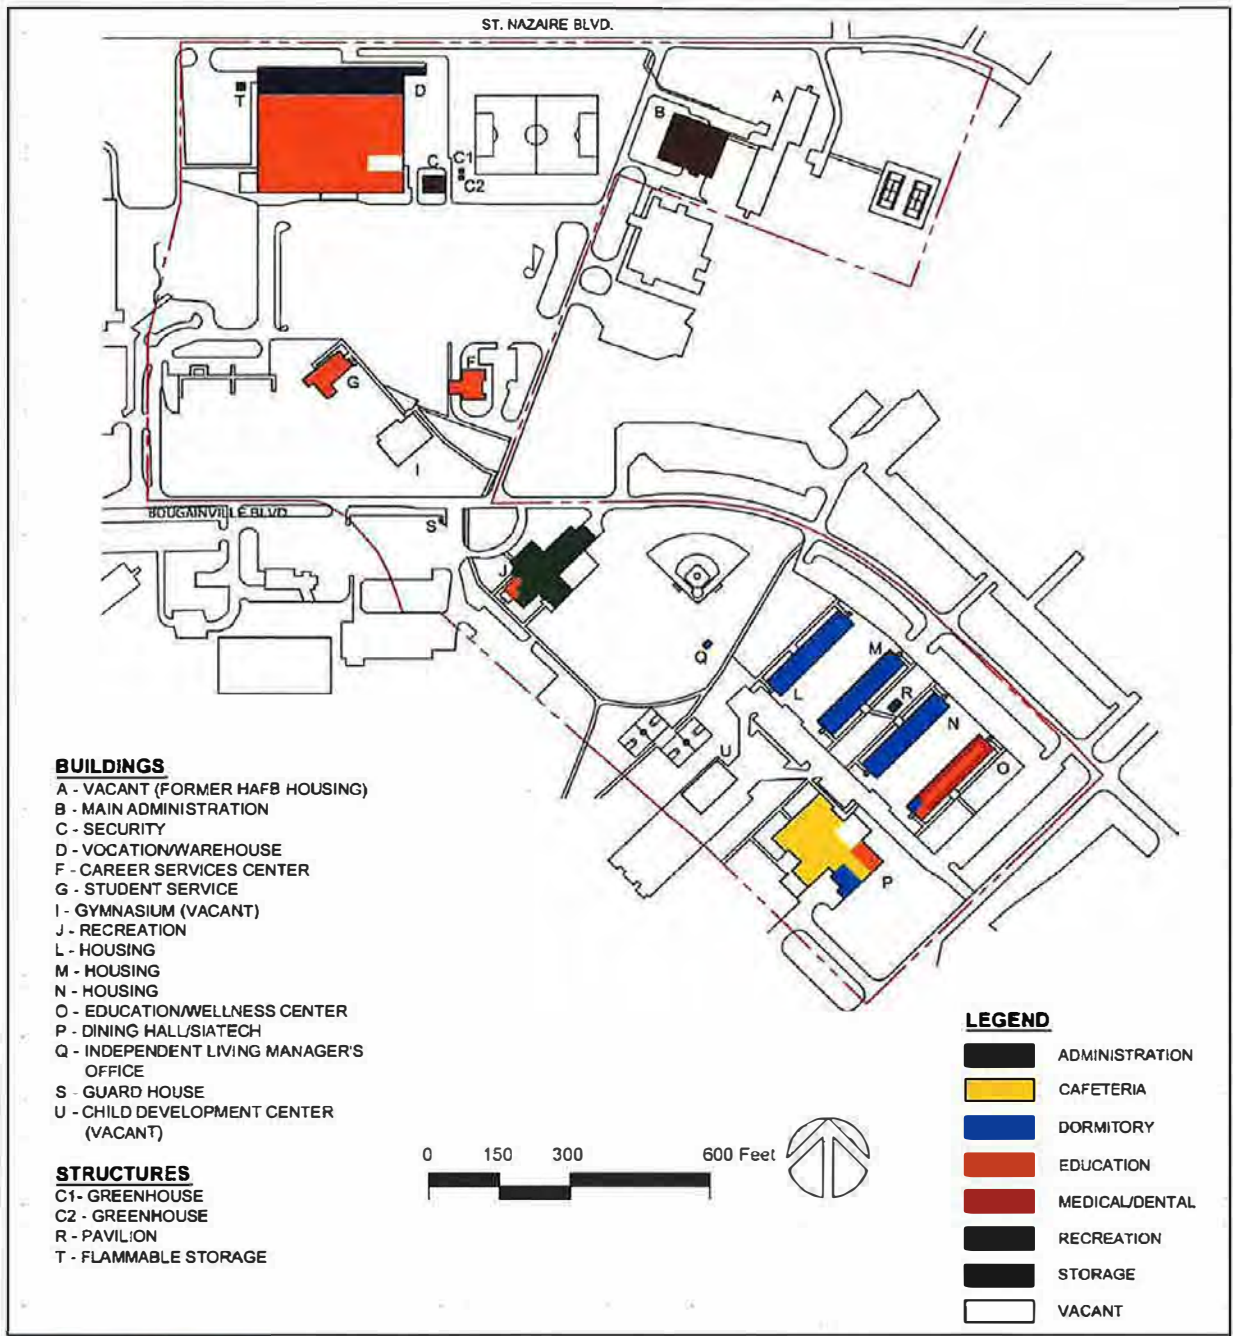 ST. NAZAIRE BLVD.
T
D
C
C1
C2
B
A
G
F
I
BOUGAINVILLE BLVD.
S
J
Q
L
M
R
N
O
U
P
BUILDINGS
A - VACANT (FORMER HAFB HOUSING)
B - MAIN ADMINISTRATION
C - SECURITY
D - VOCATION/WAREHOUSE
F - CAREER SERVICES CENTER
G - STUDENT SERVICE
I - GYMNASIUM (VACANT)
J - RECREATION
L - HOUSING
M - HOUSING
N - HOUSING
O - EDUCATION/WELLNESS CENTER
P - DINING HALL/SIATECH
Q - INDEPENDENT LIVING MANAGER'S
OFFICE
S - GUARD HOUSE
U - CHILD DEVELOPMENT CENTER
(VACANT)
STRUCTURES
C1- GREENHOUSE
C2 - GREENHOUSE
R - PAVILION
T - FLAMMABLE STORAGE
0 150 300 600 Feet
LEGEND
ADMINISTRATION
CAFETERIA
DORMITORY
EDUCATION
MEDICAL/DENTAL
RECREATION
STORAGE
VACANT